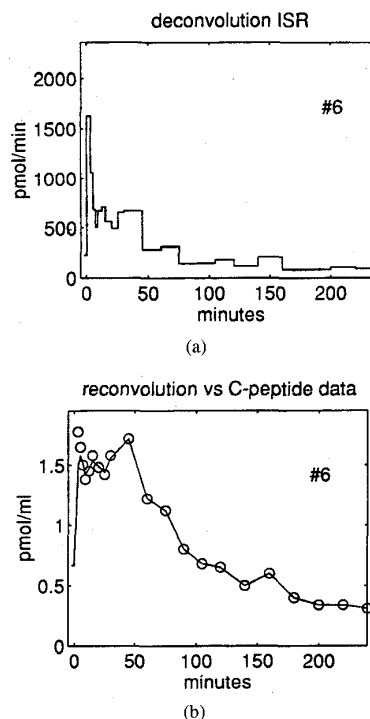 deconvolution ISR
2000
1500
1000
500
0
pmol/min
#6
0 50 100 150 200
minutes
(a)
reconvolution vs C-peptide data
1.5
1
0.5
0
pmol/ml
#6
0 50 100 150 200
minutes
(b)